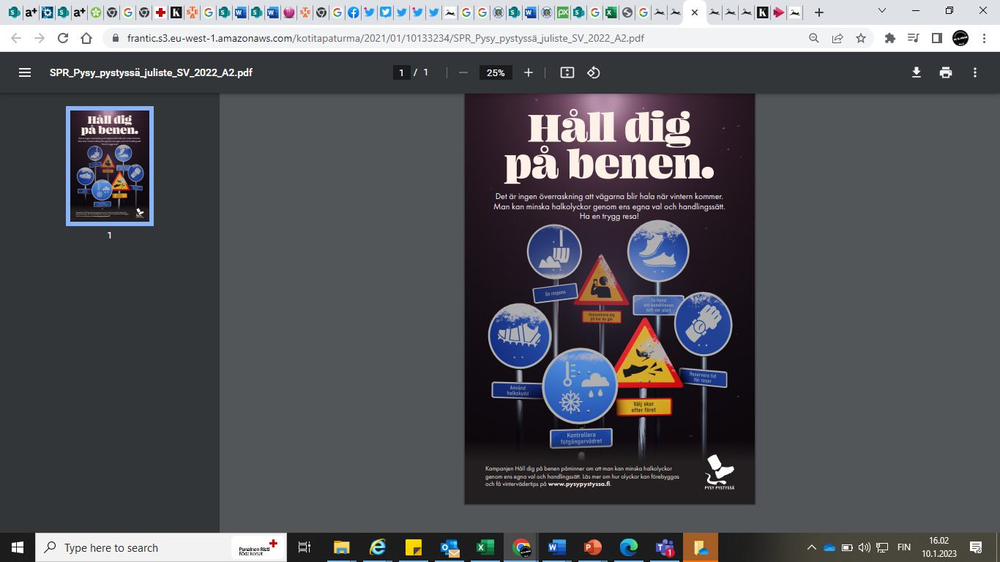 frantic.s3.eu-west-1.amazonaws.com/kotitapaturma/2021/01/10133234/SPR_Pysy_pystyssä_juliste_SV_2022_A2.pdf
SPR_Pysy_pystyssä_juliste_SV_2022_A2.pdf
1 / 1
25%
Håll dig
på benen.
Det är ingen överraskning att vägarna blir hala när vintern kommer.
Man kan minska halkolyckor genom ens egna val och handlingssätt.
Ha en trygg resa!
1
Ge respons
Koncentrera dig
på hur du går
Ta hand
om konditionen
och var alert
Använd
halkskydd
Reservera tid
för resor
Välj skor
efter föret
Kontrollera
fotgängarvädret
Kampanjen Håll dig på benen påminner om att man kan minska halkolyckor
genom ens egna val och handlingssätt. Läs mer om hur olyckor kan förebyggas
och få vintervädertips på www.pysypystyssa.fi.
PYSY PYSTYSSÄ
Type here to search
Punainen Risti
Röda Korset
1
FIN
16.02
10.1.2023